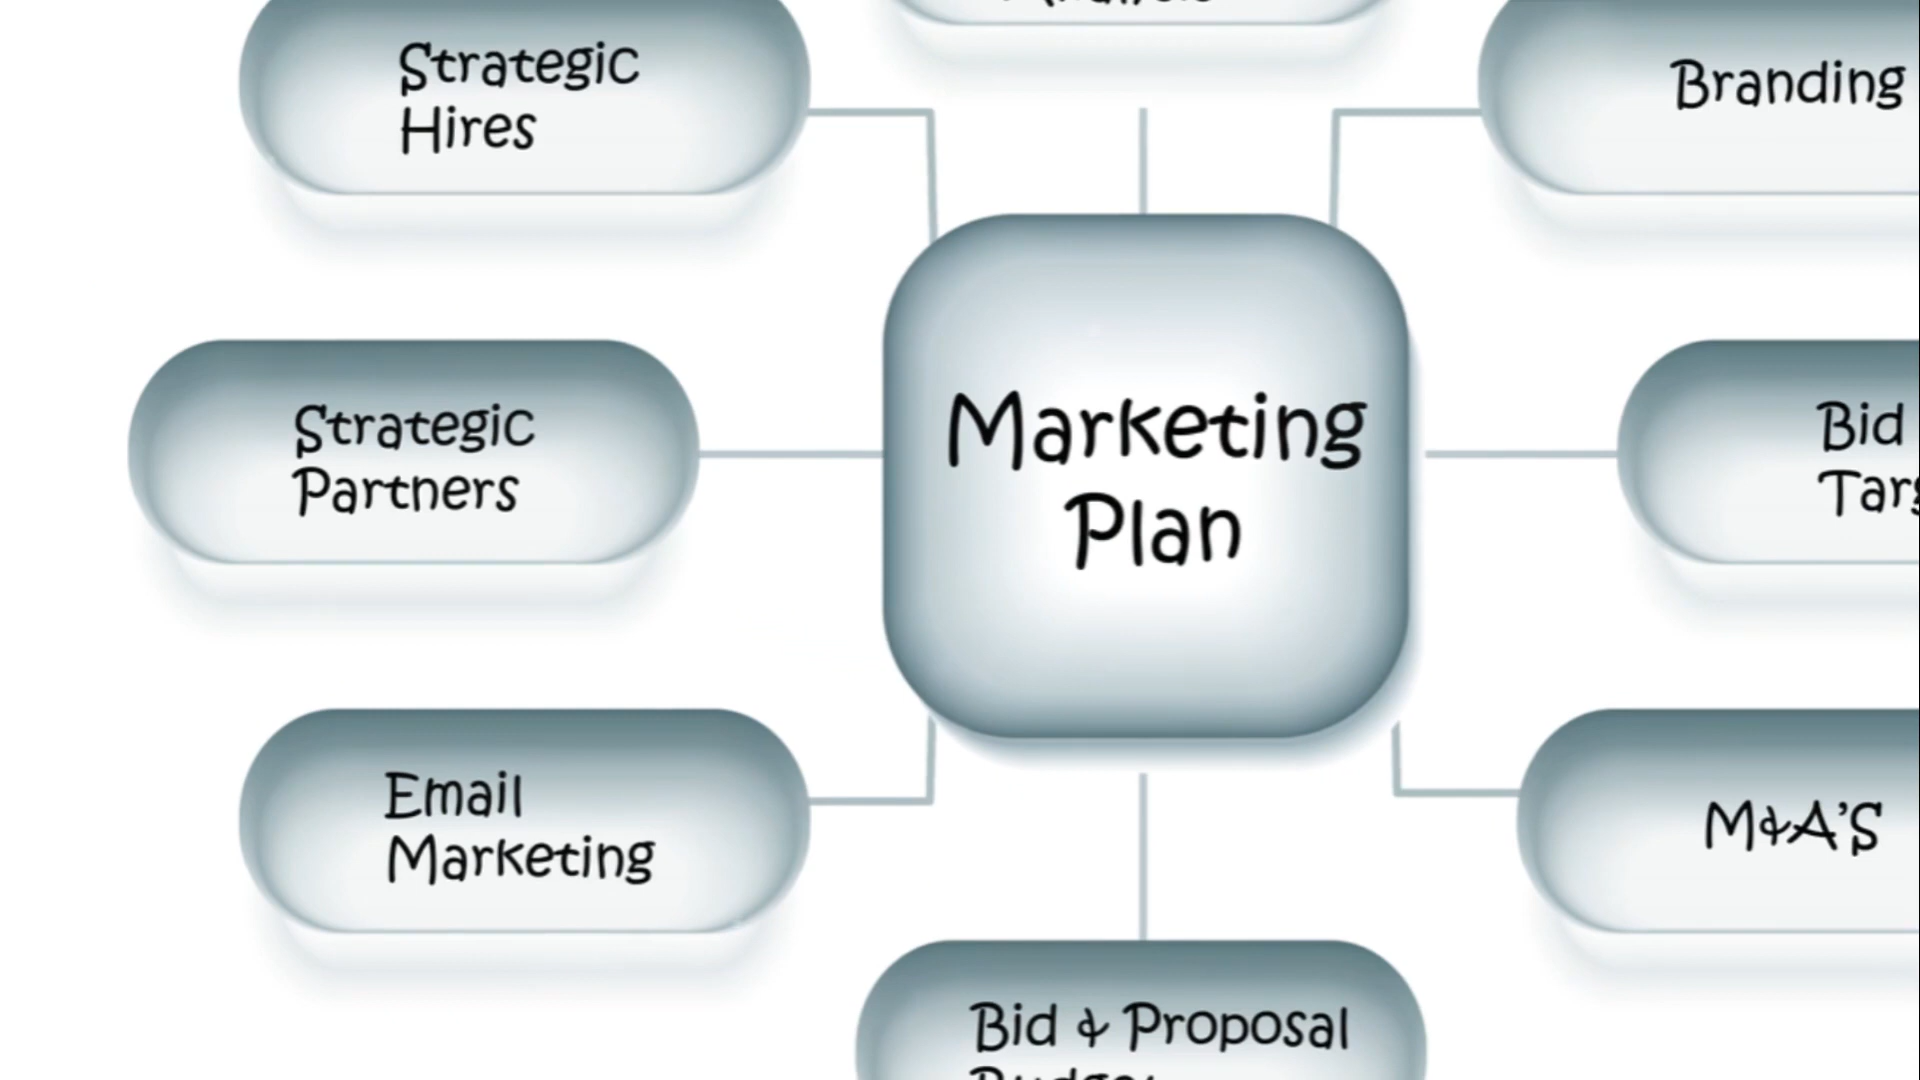 Strategic
Hires
Branding
Strategic
Partners
Marketing
Plan
Bid
Email
Marketing
M&A'S
Bid & Proposal